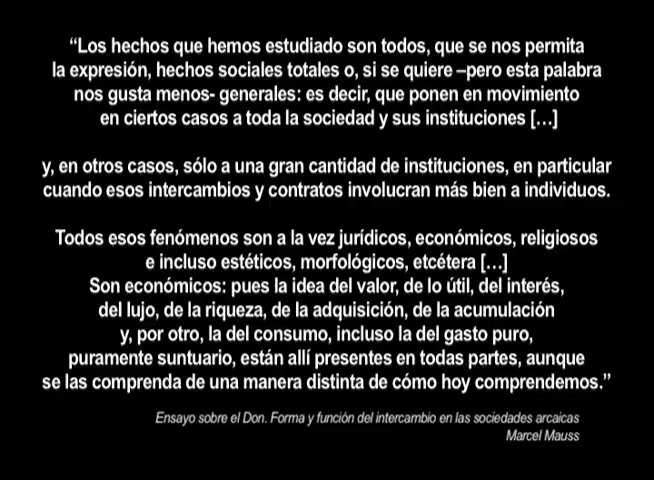 “Los hechos que hemos estudiado son todos, que se nos permita
la expresión, hechos sociales totales o, si se quiere –pero esta palabra
nos gusta menos- generales: es decir, que ponen en movimiento
en ciertos casos a toda la sociedad y sus instituciones […]
y, en otros casos, sólo a una gran cantidad de instituciones, en particular
cuando esos intercambios y contratos involucran más bien a individuos.
Todos esos fenómenos son a la vez jurídicos, económicos, religiosos
e incluso estéticos, morfológicos, etcétera […]
Son económicos: pues la idea del valor, de lo útil, del interés,
del lujo, de la riqueza, de la adquisición, de la acumulación
y, por otro, la del consumo, incluso la del gasto puro,
puramente suntuario, están allí presentes en todas partes, aunque
se las comprenda de una manera distinta de cómo hoy comprendemos.”
Ensayo sobre el Don. Forma y función del intercambio en las sociedades arcaicas
Marcel Mauss